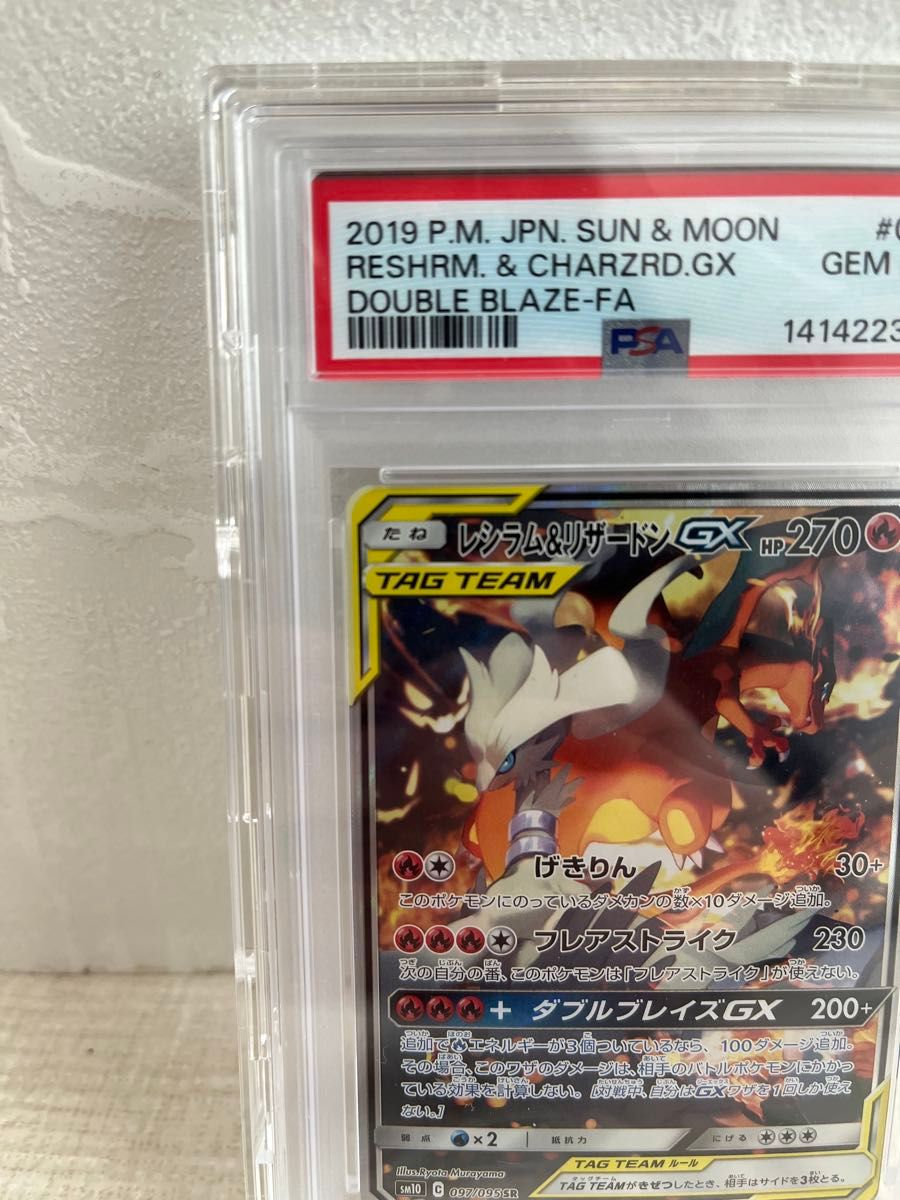 2019 P.M. JPN. SUN & MOON #
RESHRM. & CHARZRD.GX GEM
DOUBLE BLAZE-FA
PSA 1414223
たね レシラム&リザードンGX HP270
TAG TEAM
げきりん 30+
このポケモンにのっているダメカンの数×10ダメージ追加。
フレアストライク 230
次の自分の番、このポケモンは「フレアストライク」が使えない。
+ ダブルブレイズGX 200+
追加でエネルギーが3個ついているなら、100ダメージ追加。
その場合、このワザのダメージは、相手のバトルポケモンにかかっ
ている効果を計算しない。[対戦中、自分はGXワザを1回しか使え
ない。]
弱点 ×2 抵抗力 にげる
Illus.Ryota Murayama TAG TEAM ルール
sm10 C 097/095 SR TAG TEAMがきぜつしたとき、相手はサイドを3枚とる。